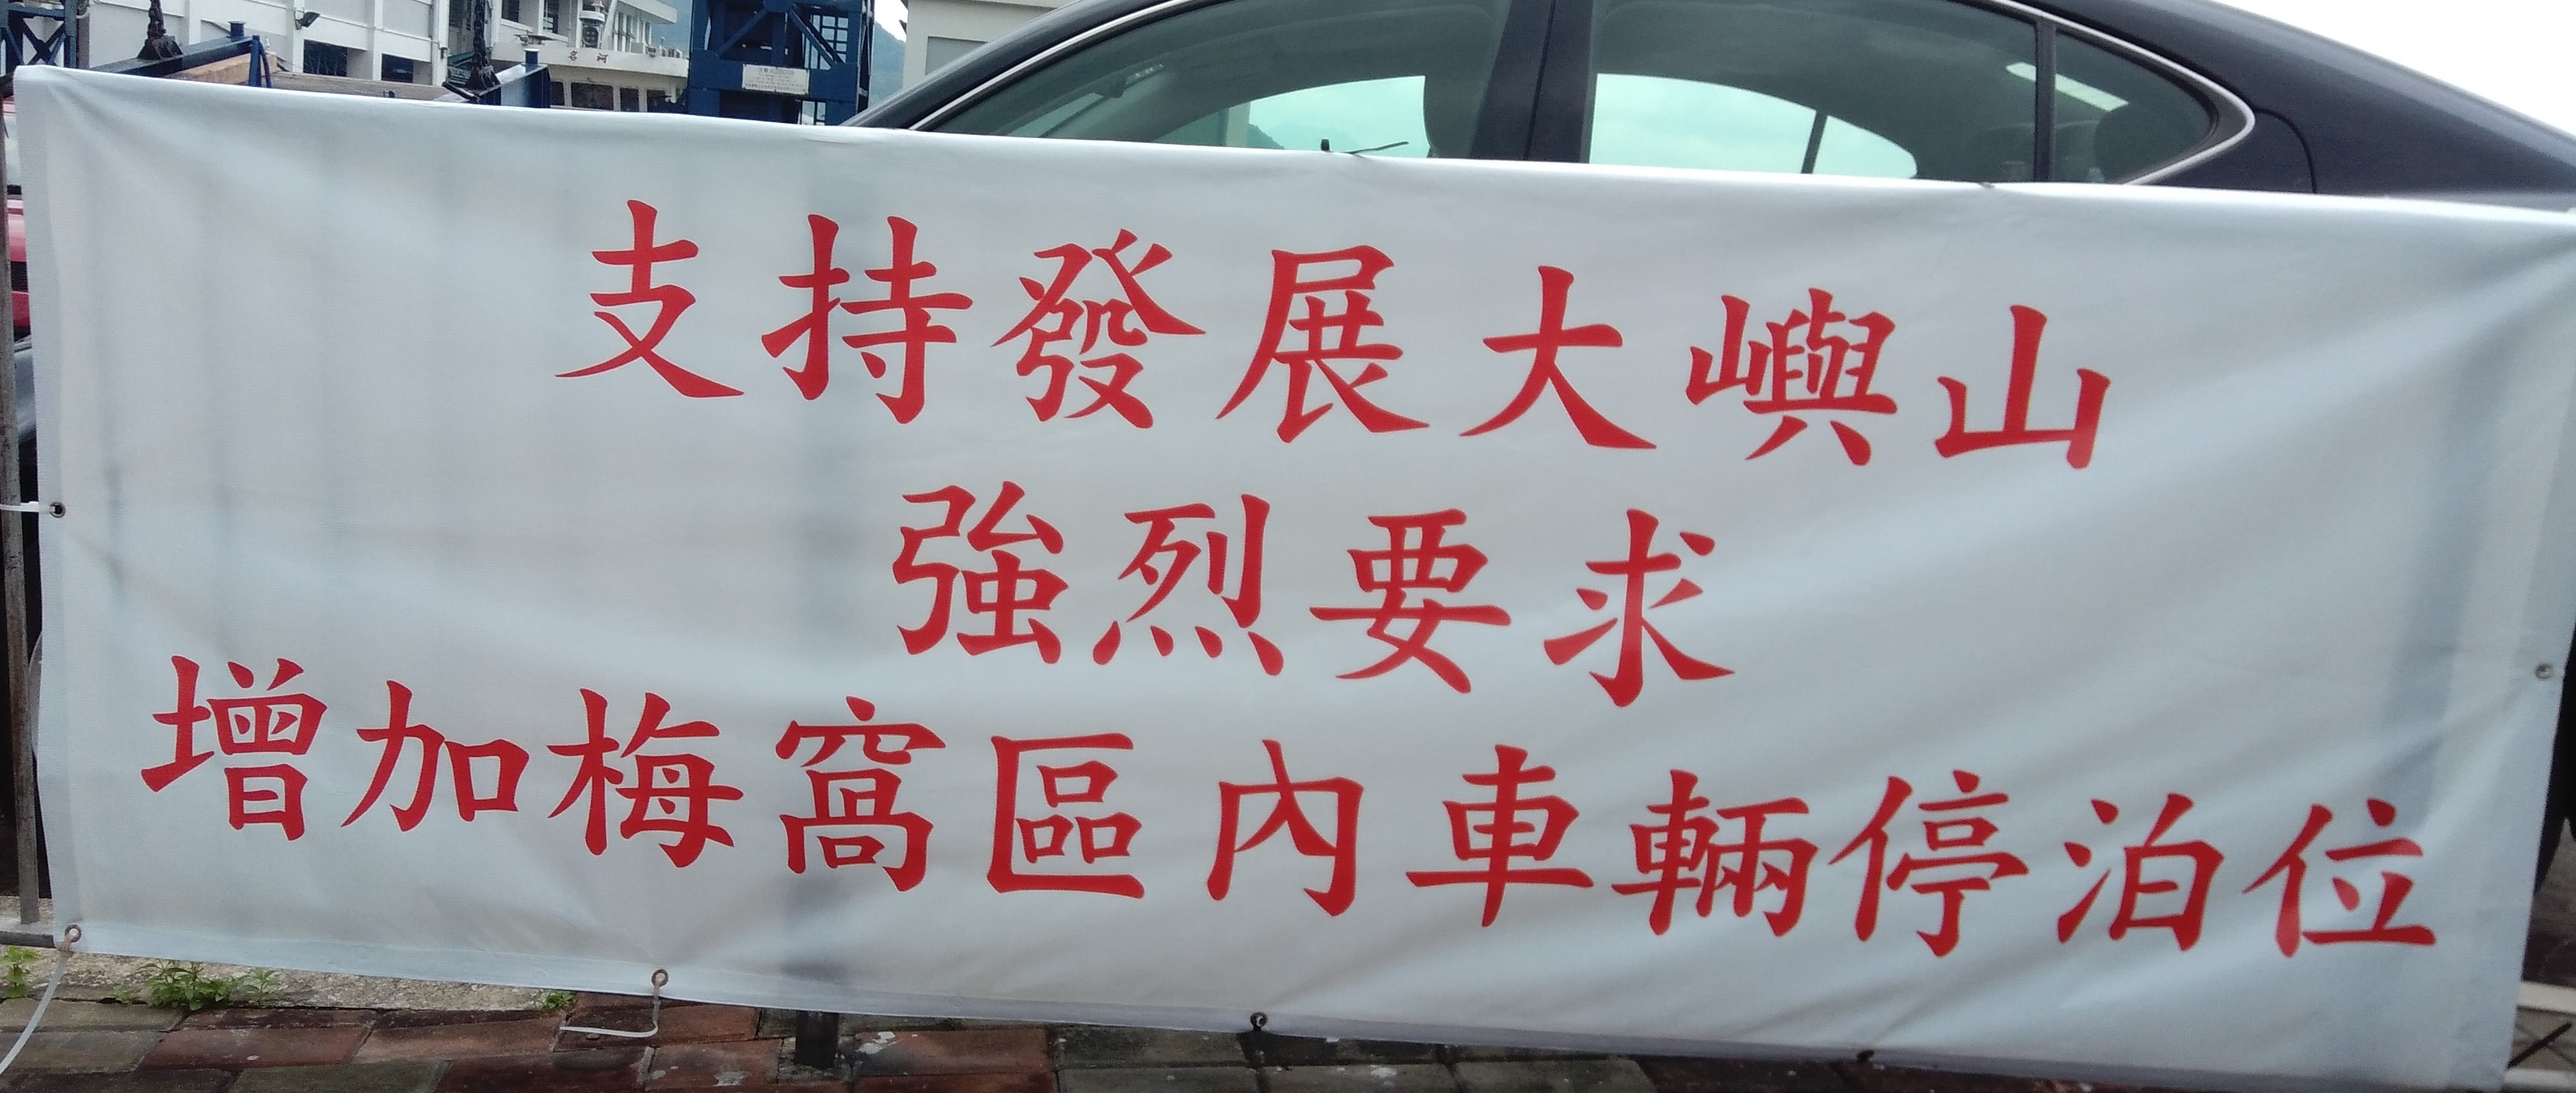 支持發展大嶼山
強烈要求
增加梅窩區內車輛停泊位